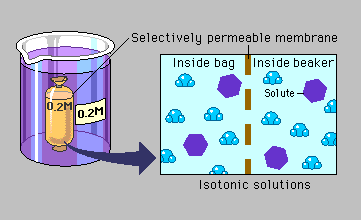 Selectively permeable membrane
Inside bag
Inside beaker
0.2M
0.2M
Solute
Isotonic solutions